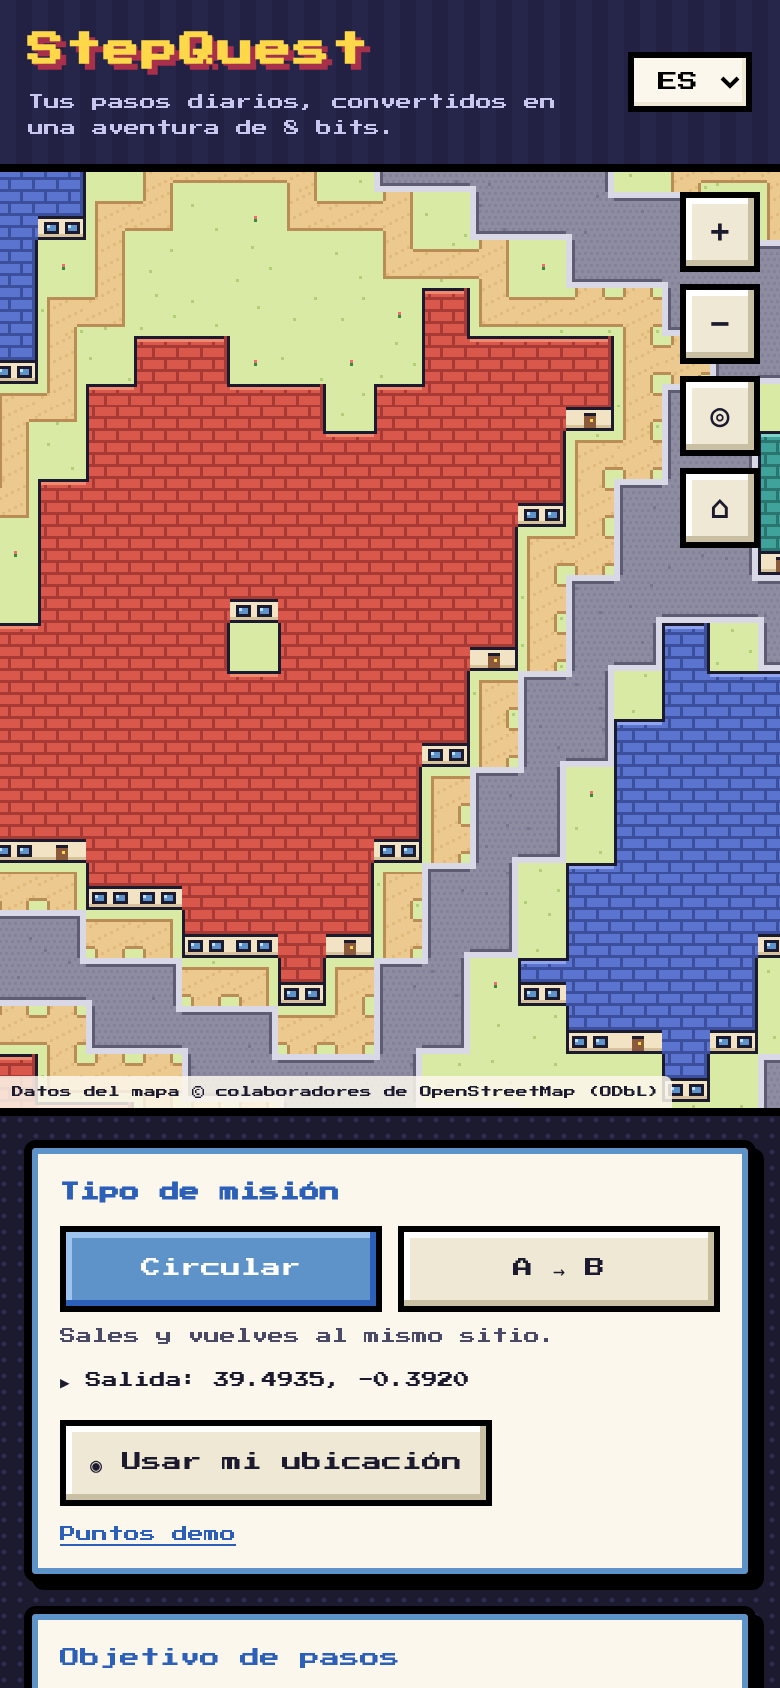 StepQuest
Tus pasos diarios, convertidos en
una aventura de 8 bits.
ES
+
−
Datos del mapa © colaboradores de OpenStreetMap (ODbL)
Tipo de misión
Circular
A → B
Sales y vuelves al mismo sitio.
▶ Salida: 39.4935, -0.3920
◉ Usar mi ubicación
Puntos demo
Objetivo de pasos